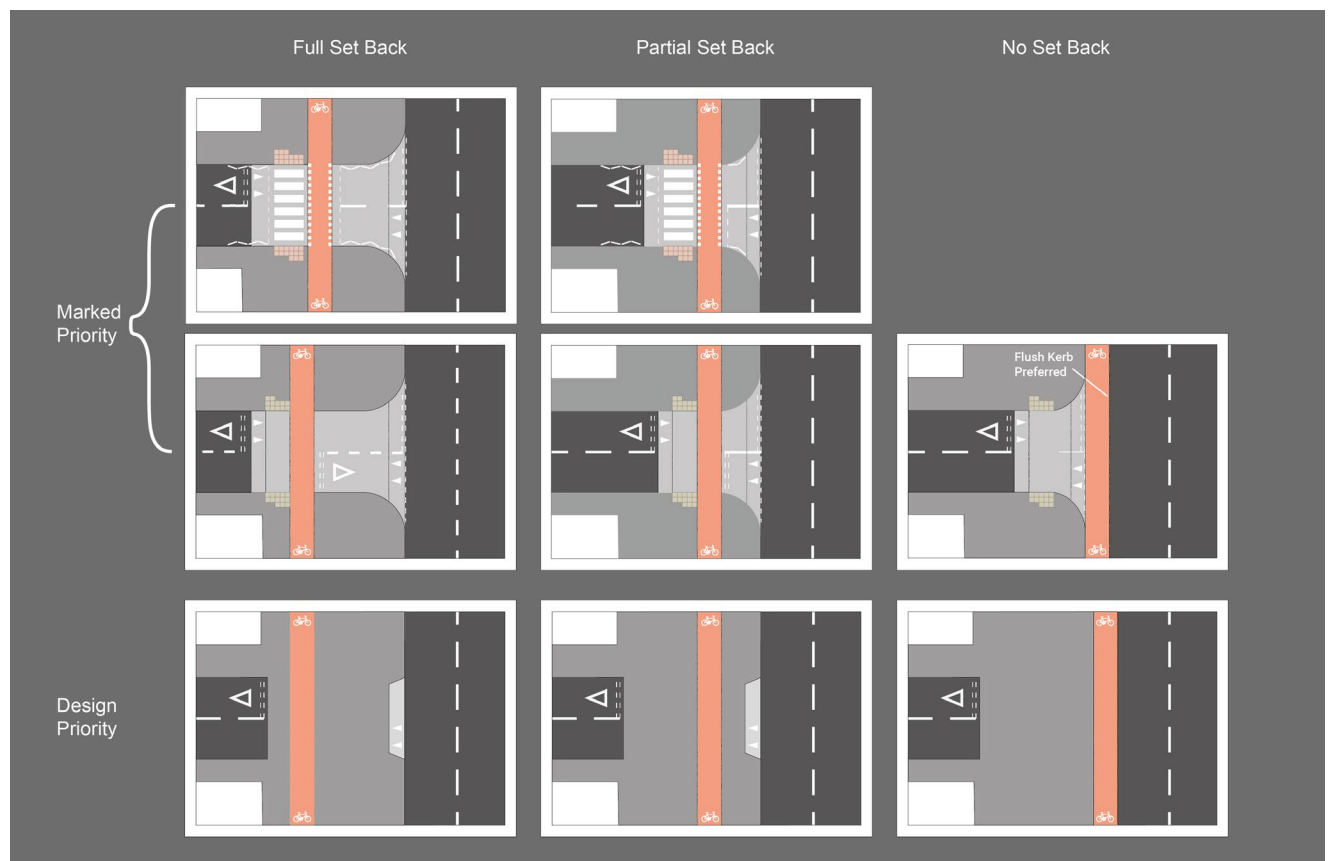 Full Set Back
Partial Set Back
No Set Back
Marked
Priority
Flush Kerb
Preferred
Design
Priority